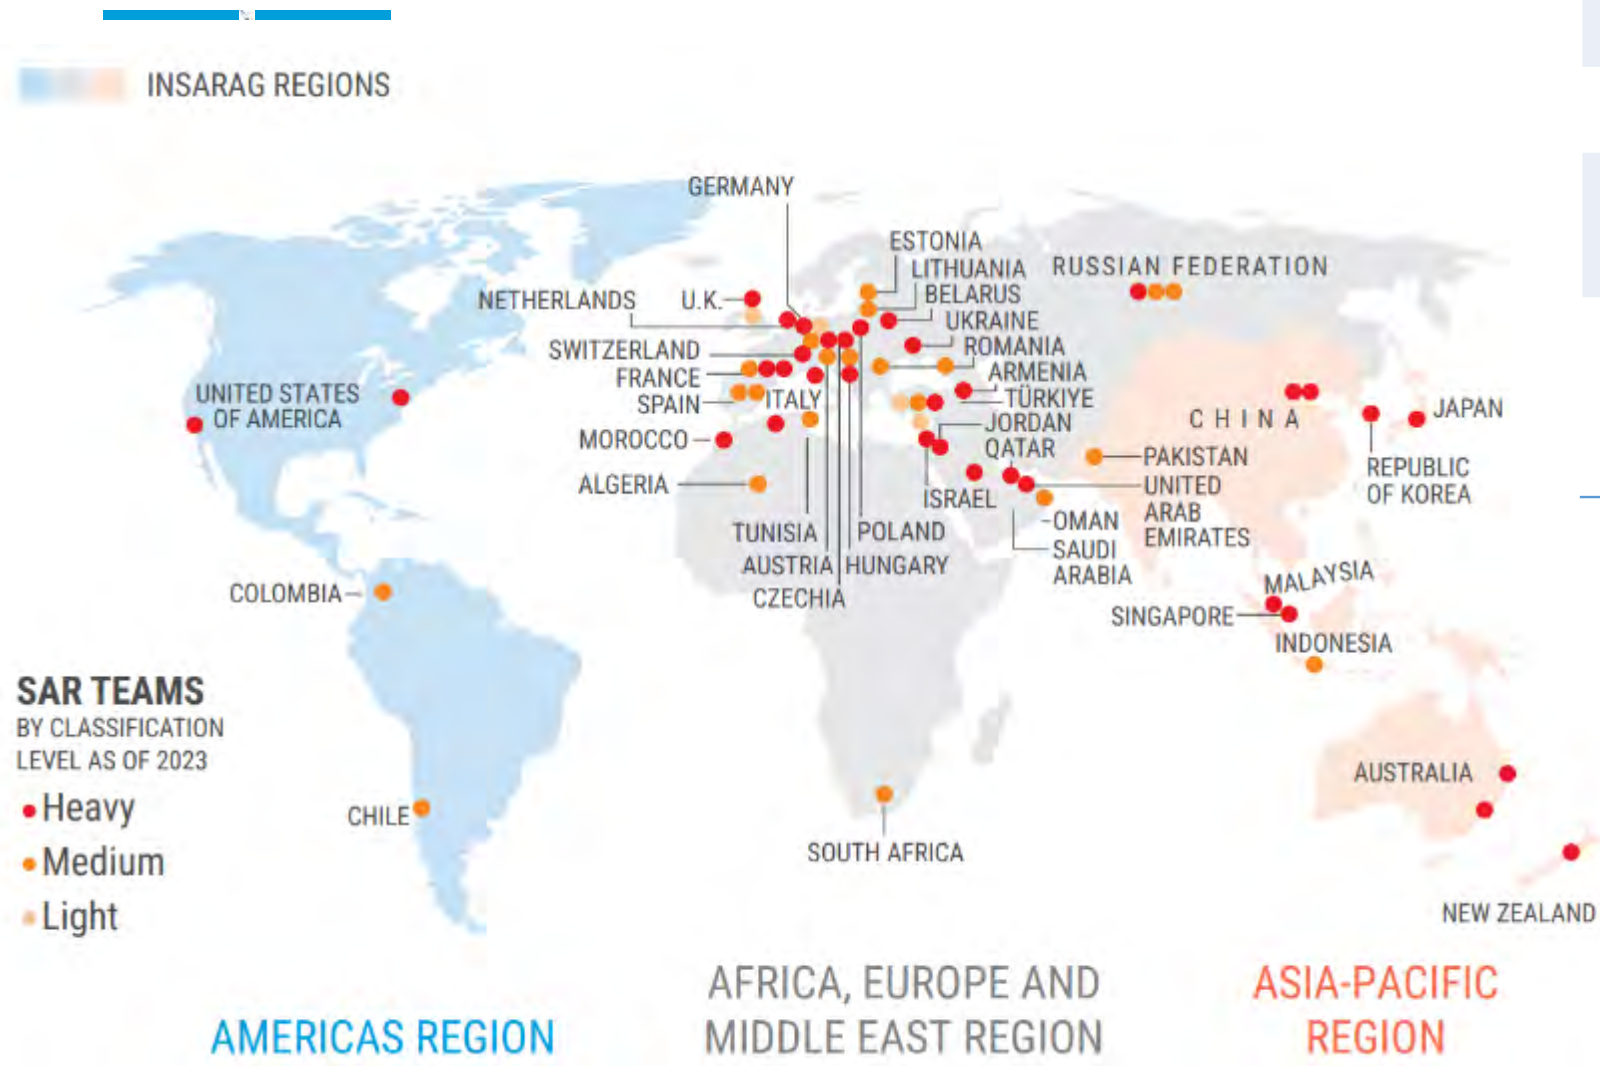 INSARAG REGIONS
GERMANY
ESTONIA
LITHUANIA
RUSSIAN FEDERATION
BELARUS
NETHERLANDS
U.K.
UKRAINE
SWITZERLAND
ROMANIA
FRANCE
ARMENIA
UNITED STATES
OF AMERICA
SPAIN
ITALY
TÜRKIYE
CHINA
JAPAN
JORDAN
MOROCCO
QATAR
PAKISTAN
REPUBLIC
OF KOREA
ALGERIA
ISRAEL
UNITED
ARAB
EMIRATES
OMAN
TUNISIA
POLAND
SAUDI
ARABIA
AUSTRIA
HUNGARY
MALAYSIA
COLOMBIA
CZECHIA
SINGAPORE
INDONESIA
SAR TEAMS
BY CLASSIFICATION
LEVEL AS OF 2023
Heavy
Medium
Light
CHILE
AUSTRALIA
SOUTH AFRICA
NEW ZEALAND
AMERICAS REGION
AFRICA, EUROPE AND
MIDDLE EAST REGION
ASIA-PACIFIC
REGION